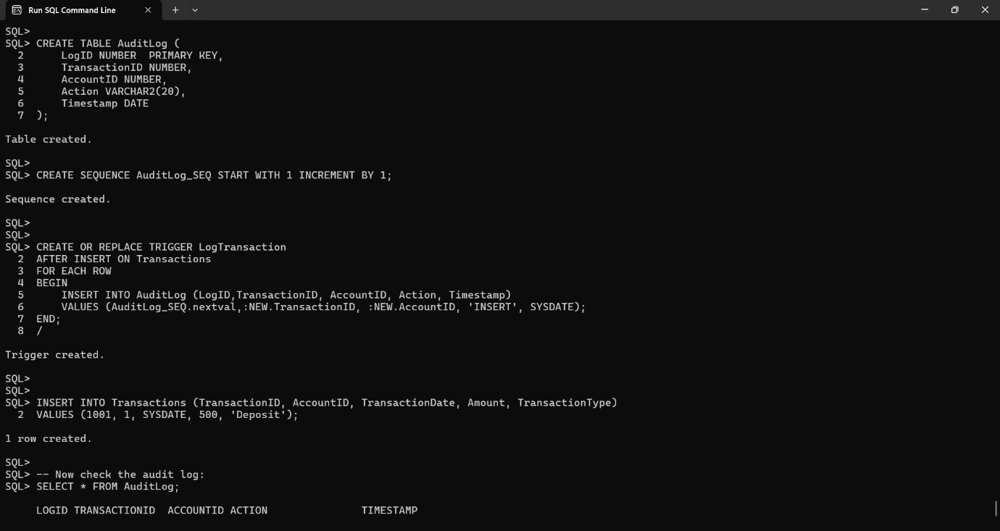 Run SQL Command Line
SQL>
SQL> CREATE TABLE AuditLog (
  2      LogID NUMBER  PRIMARY KEY,
  3      TransactionID NUMBER,
  4      AccountID NUMBER,
  5      Action VARCHAR2(20),
  6      Timestamp DATE
  7  );
Table created.
SQL>
SQL> CREATE SEQUENCE AuditLog_SEQ START WITH 1 INCREMENT BY 1;
Sequence created.
SQL>
SQL>
SQL> CREATE OR REPLACE TRIGGER LogTransaction
  2  AFTER INSERT ON Transactions
  3  FOR EACH ROW
  4  BEGIN
  5      INSERT INTO AuditLog (LogID,TransactionID, AccountID, Action, Timestamp)
  6      VALUES (AuditLog_SEQ.nextval,:NEW.TransactionID, :NEW.AccountID, 'INSERT', SYSDATE);
  7  END;
  8  /
Trigger created.
SQL>
SQL>
SQL> INSERT INTO Transactions (TransactionID, AccountID, TransactionDate, Amount, TransactionType)
  2  VALUES (1001, 1, SYSDATE, 500, 'Deposit');
1 row created.
SQL>
SQL> -- Now check the audit log:
SQL> SELECT * FROM AuditLog;
     LOGID TRANSACTIONID  ACCOUNTID ACTION               TIMESTAMP